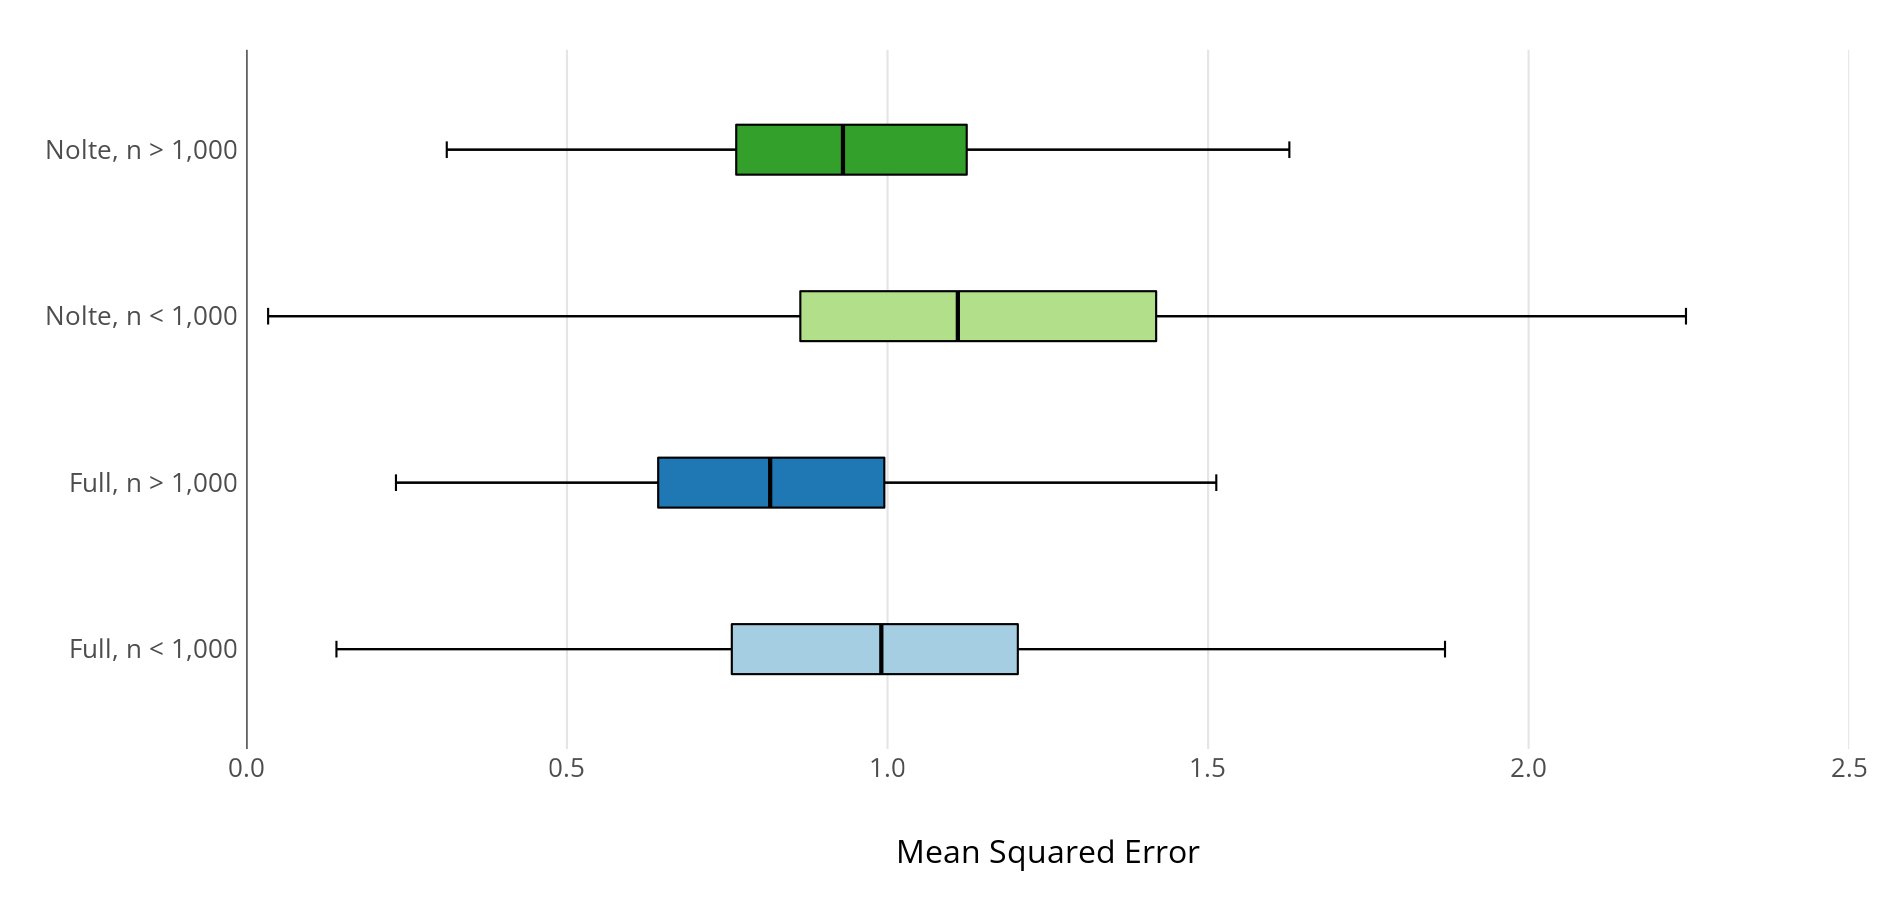 Nolte, n > 1,000
Nolte, n < 1,000
Full, n > 1,000
Full, n < 1,000
0.0 0.5 1.0 1.5 2.0 2.5
Mean Squared Error